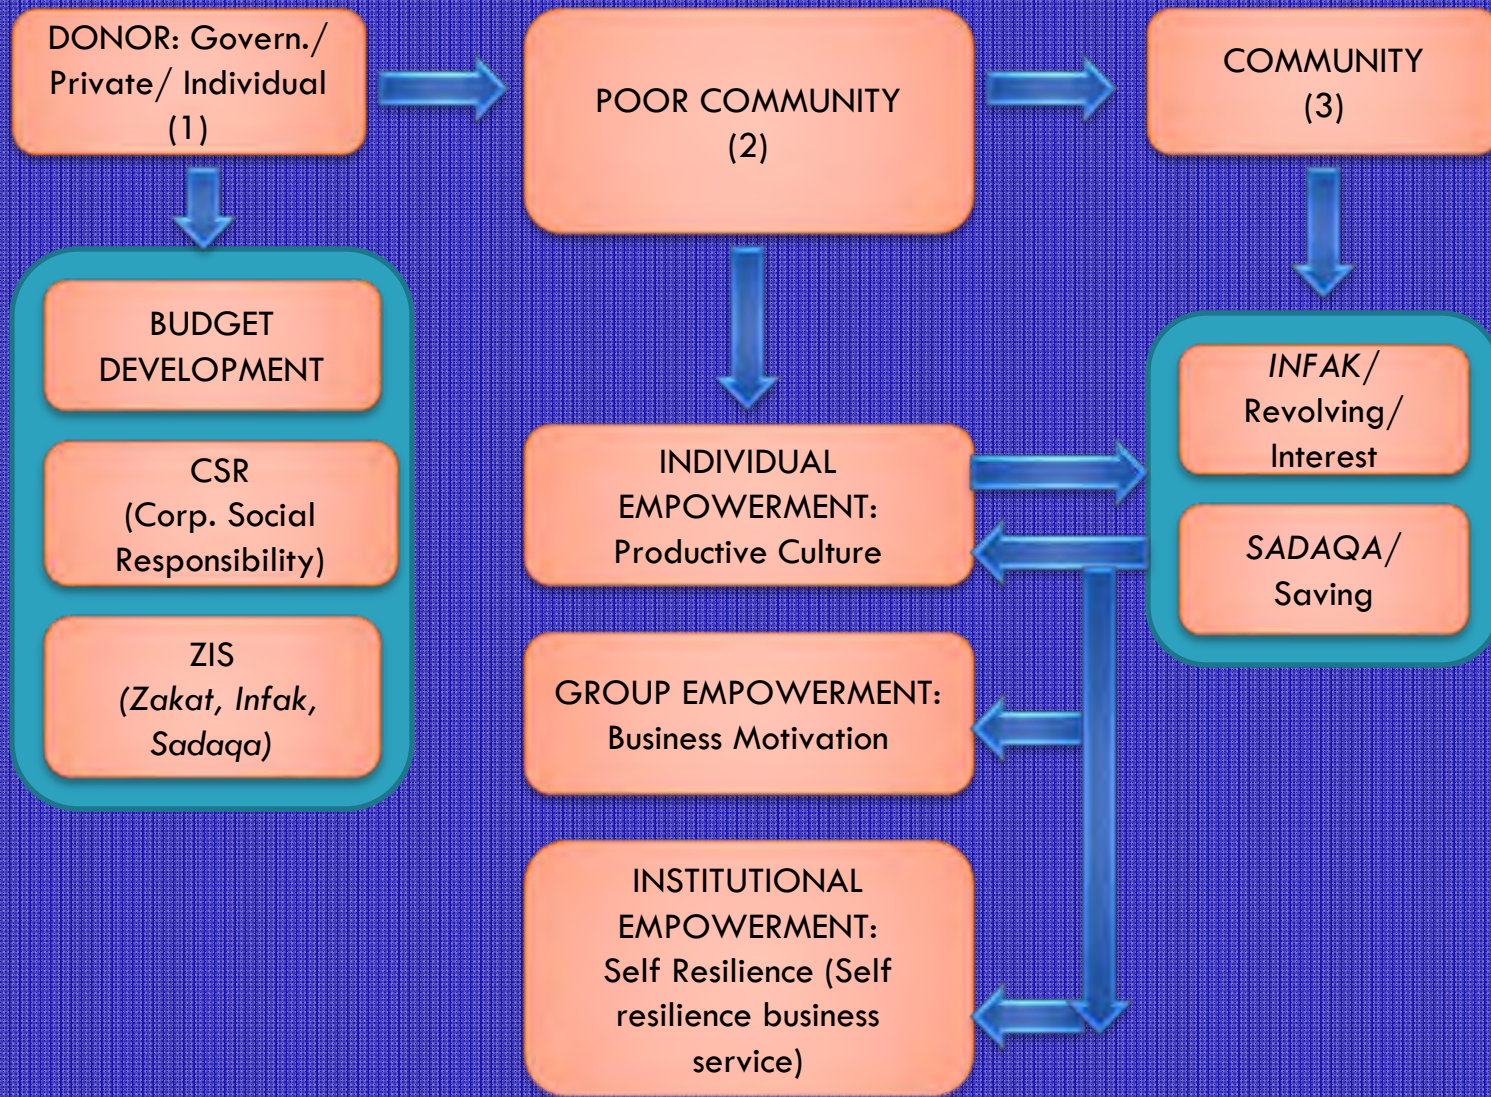 DONOR: Govern./
Private/ Individual
(1)
POOR COMMUNITY
(2)
COMMUNITY
(3)
BUDGET
DEVELOPMENT
CSR
(Corp. Social
Responsibility)
ZIS
(Zakat, Infak,
Sadaqa)
INDIVIDUAL
EMPOWERMENT:
Productive Culture
GROUP EMPOWERMENT:
Business Motivation
INSTITUTIONAL
EMPOWERMENT:
Self Resilience (Self
resilience business
service)
INFAK/
Revolving/
Interest
SADAQA/
Saving